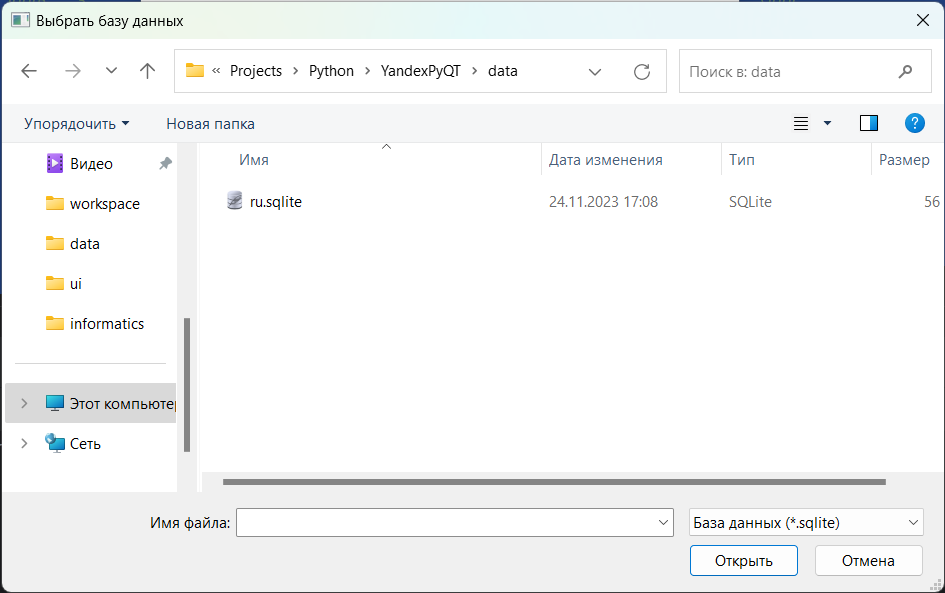 Выбрать базу данных
« Projects > Python > YandexPyQT > data
Поиск в: data
Упорядочить
Новая папка
Видео
workspace
data
ui
informatics
Этот компьютер
Сеть
Имя
Дата изменения
Тип
Размер
ru.sqlite
24.11.2023 17:08
SQLite
56
Имя файла:
База данных (*.sqlite)
Открыть
Отмена